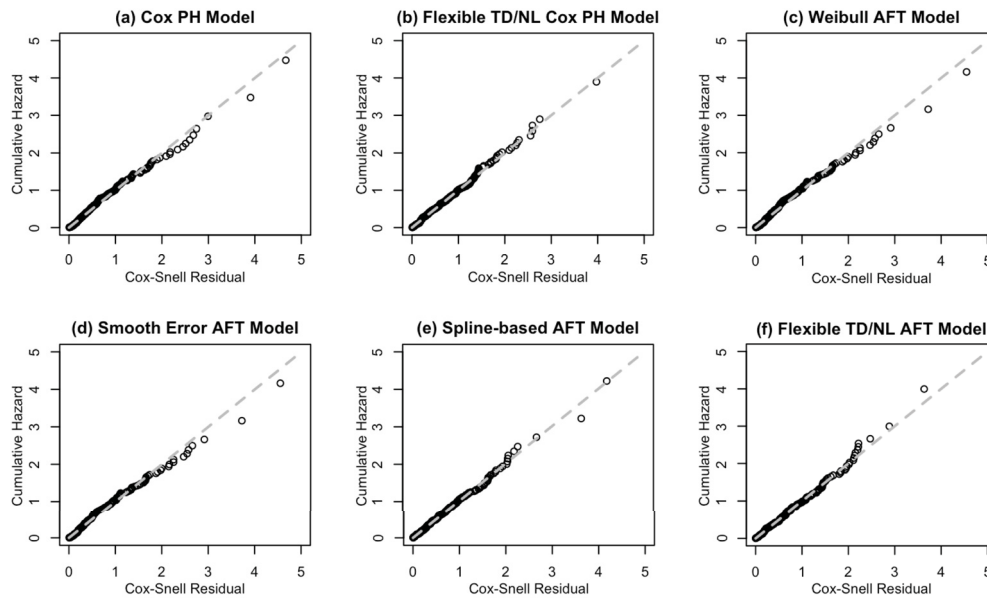 (a) Cox PH Model
(b) Flexible TD/NL Cox PH Model
(c) Weibull AFT Model
Cumulative Hazard
5
4
3
2
1
0
Cumulative Hazard
5
4
3
2
1
0
Cumulative Hazard
5
4
3
2
1
0
0 1 2 3 4 5
0 1 2 3 4 5
0 1 2 3 4 5
Cox-Snell Residual
Cox-Snell Residual
Cox-Snell Residual
(d) Smooth Error AFT Model
(e) Spline-based AFT Model
(f) Flexible TD/NL AFT Model
Cumulative Hazard
5
4
3
2
1
0
Cumulative Hazard
5
4
3
2
1
0
Cumulative Hazard
5
4
3
2
1
0
0 1 2 3 4 5
0 1 2 3 4 5
0 1 2 3 4 5
Cox-Snell Residual
Cox-Snell Residual
Cox-Snell Residual